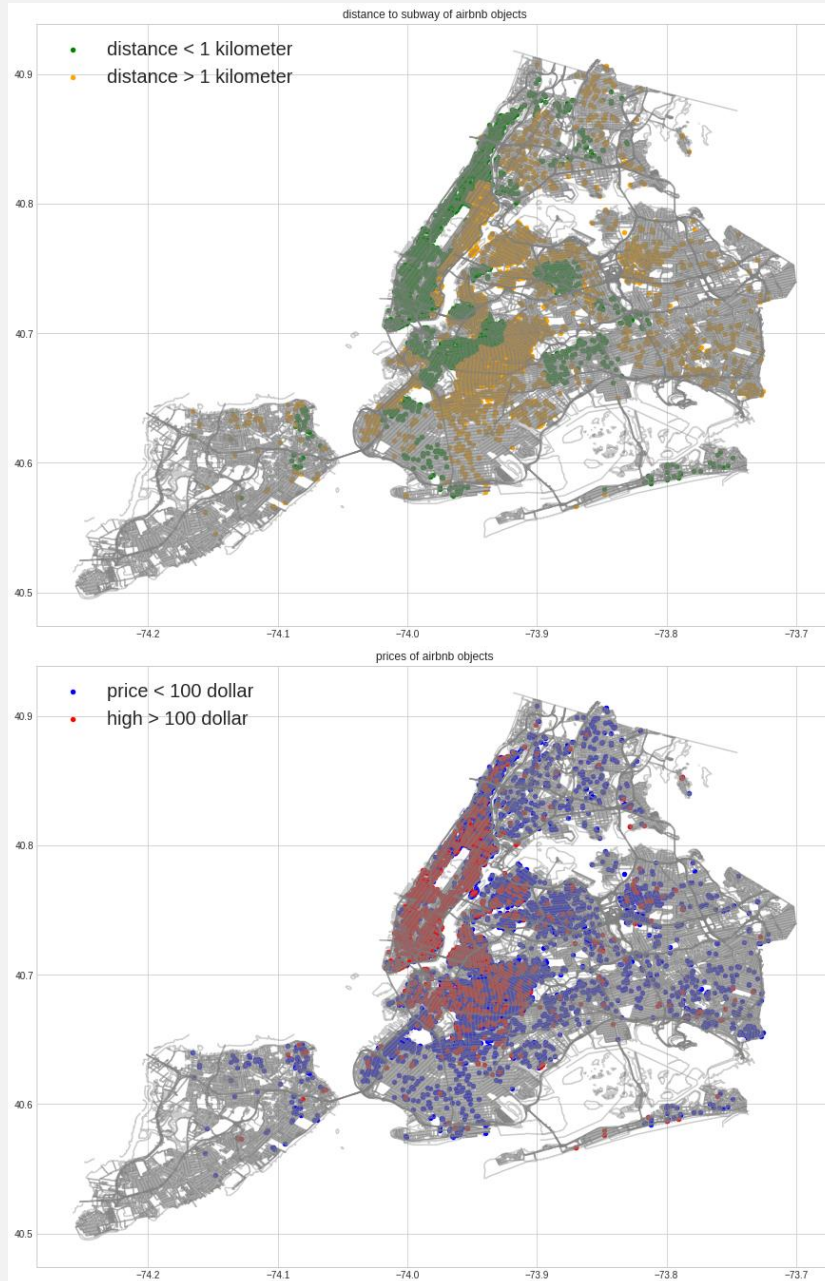 distance to subway of airbnb objects
distance < 1 kilometer
distance > 1 kilometer
40.9
40.8
40.7
40.6
40.5
−74.2 −74.1 −74.0 −73.9 −73.8 −73.7
prices of airbnb objects
price < 100 dollar
high > 100 dollar
40.9
40.8
40.7
40.6
40.5
−74.2 −74.1 −74.0 −73.9 −73.8 −73.7